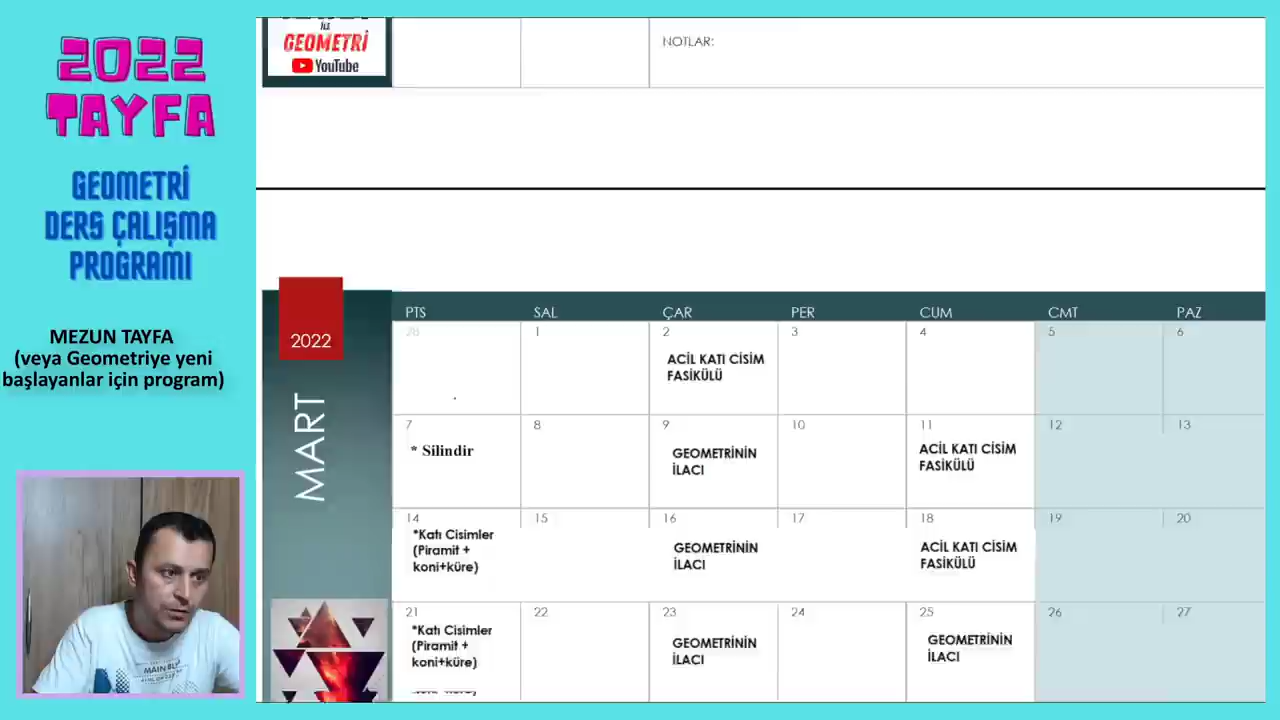 2022
TAYFA
GEOMETRİ
DERS ÇALIŞMA
PROGRAMI
MEZUN TAYFA
(veya Geometriye yeni
başlayanlar için program)
İLE
GEOMETRİ
YouTube
NOTLAR:
2022
MART
PTS SAL ÇAR PER CUM CMT PAZ
28 1 2 3 4 5 6
ACİL KATI CİSİM
FASİKÜLÜ
7 8 9 10 11 12 13
* Silindir
GEOMETRİNİN
İLACI
ACİL KATI CİSİM
FASİKÜLÜ
14 15 16 17 18 19 20
*Katı Cisimler
(Piramit +
koni+küre)
GEOMETRİNİN
İLACI
ACİL KATI CİSİM
FASİKÜLÜ
21 22 23 24 25 26 27
*Katı Cisimler
(Piramit +
koni+küre)
GEOMETRİNİN
İLACI
GEOMETRİNİN
İLACI